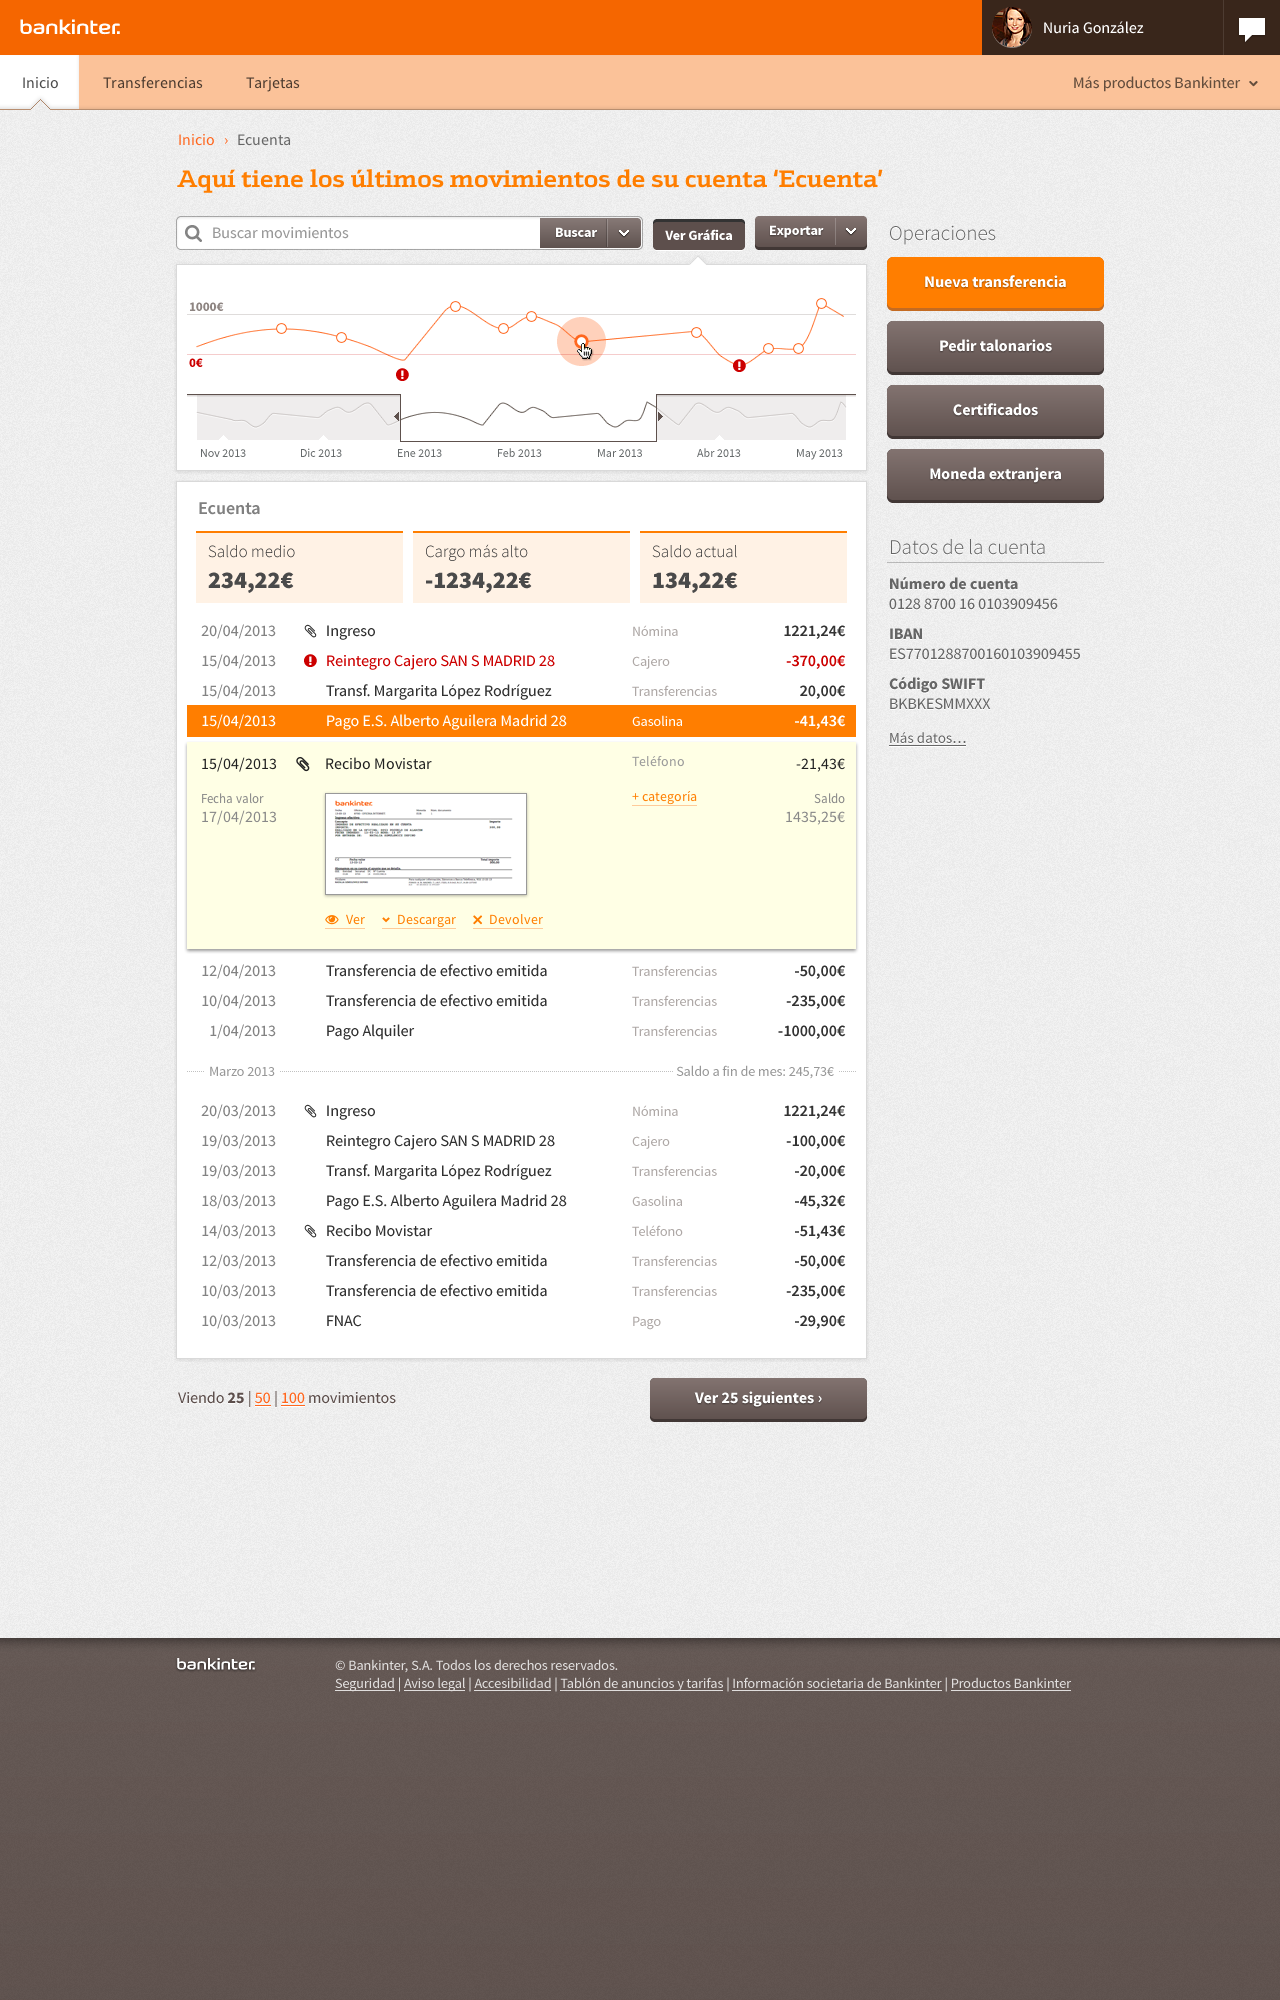 bankinter.
Nuria González
Inicio
Transferencias
Tarjetas
Más productos Bankinter
Inicio › Ecuenta
Aquí tiene los últimos movimientos de su cuenta ‘Ecuenta’
Buscar movimientos
Buscar
Ver Gráfica
Exportar
1000€
0€
Nov 2013
Dic 2013
Ene 2013
Feb 2013
Mar 2013
Abr 2013
May 2013
Operaciones
Nueva transferencia
Pedir talonarios
Certificados
Moneda extranjera
Datos de la cuenta
Número de cuenta
0128 8700 16 0103909456
IBAN
ES7701288700160103909455
Código SWIFT
BKBKESMMXXX
Más datos...
Ecuenta
Saldo medio
234,22€
Cargo más alto
-1234,22€
Saldo actual
134,22€
20/04/2013 Ingreso Nómina 1221,24€
15/04/2013 Reintegro Cajero SAN S MADRID 28 Cajero -370,00€
15/04/2013 Transf. Margarita López Rodríguez Transferencias 20,00€
15/04/2013 Pago E.S. Alberto Aguilera Madrid 28 Gasolina -41,43€
15/04/2013 Recibo Movistar Teléfono -21,43€
Fecha valor + categoría Saldo
17/04/2013 1435,25€
bankinter.
Ver Descargar Devolver
12/04/2013 Transferencia de efectivo emitida Transferencias -50,00€
10/04/2013 Transferencia de efectivo emitida Transferencias -235,00€
1/04/2013 Pago Alquiler Transferencias -1000,00€
Marzo 2013 Saldo a fin de mes: 245,73€
20/03/2013 Ingreso Nómina 1221,24€
19/03/2013 Reintegro Cajero SAN S MADRID 28 Cajero -100,00€
19/03/2013 Transf. Margarita López Rodríguez Transferencias -20,00€
18/03/2013 Pago E.S. Alberto Aguilera Madrid 28 Gasolina -45,32€
14/03/2013 Recibo Movistar Teléfono -51,43€
12/03/2013 Transferencia de efectivo emitida Transferencias -50,00€
10/03/2013 Transferencia de efectivo emitida Transferencias -235,00€
10/03/2013 FNAC Pago -29,90€
Viendo 25 | 50 | 100 movimientos
Ver 25 siguientes ›
bankinter.
© Bankinter, S.A. Todos los derechos reservados.
Seguridad | Aviso legal | Accesibilidad | Tablón de anuncios y tarifas | Información societaria de Bankinter | Productos Bankinter